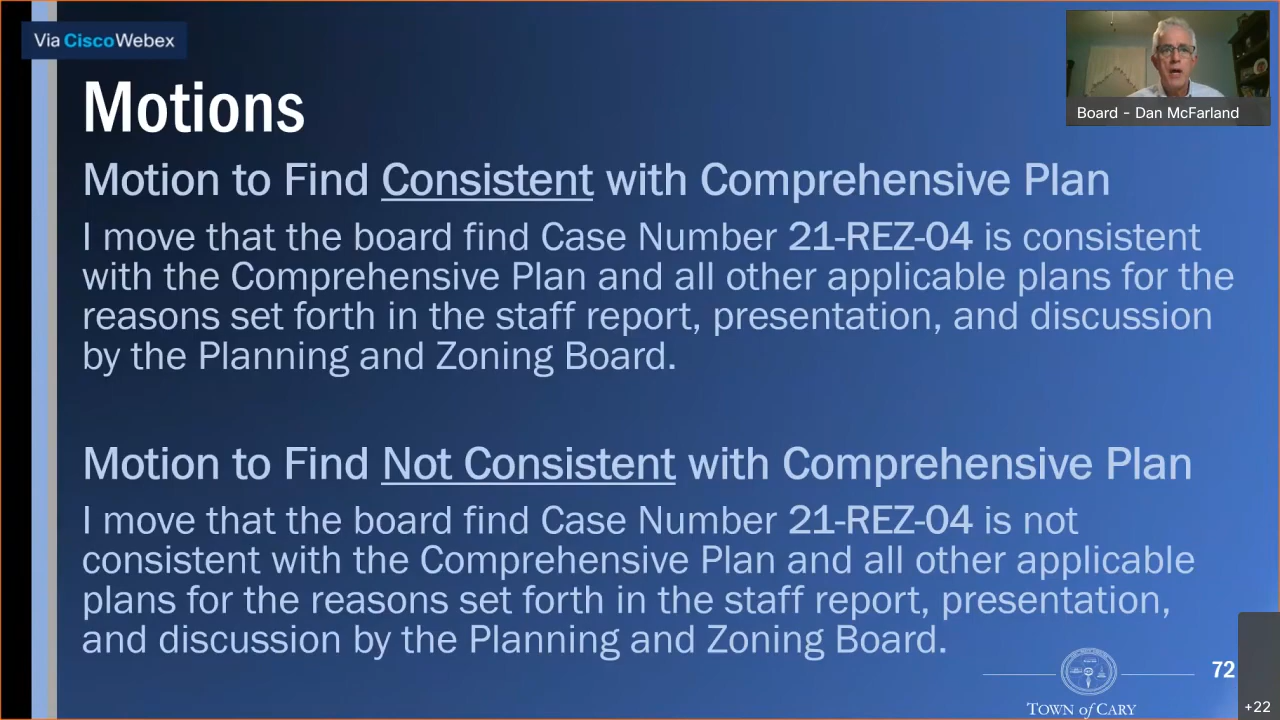 Via CiscoWebex
Board - Dan McFarland
Motions
Motion to Find Consistent with Comprehensive Plan
I move that the board find Case Number 21-REZ-04 is consistent
with the Comprehensive Plan and all other applicable plans for the
reasons set forth in the staff report, presentation, and discussion
by the Planning and Zoning Board.
Motion to Find Not Consistent with Comprehensive Plan
I move that the board find Case Number 21-REZ-04 is not
consistent with the Comprehensive Plan and all other applicable
plans for the reasons set forth in the staff report, presentation,
and discussion by the Planning and Zoning Board.
72
TOWN of CARY
+22